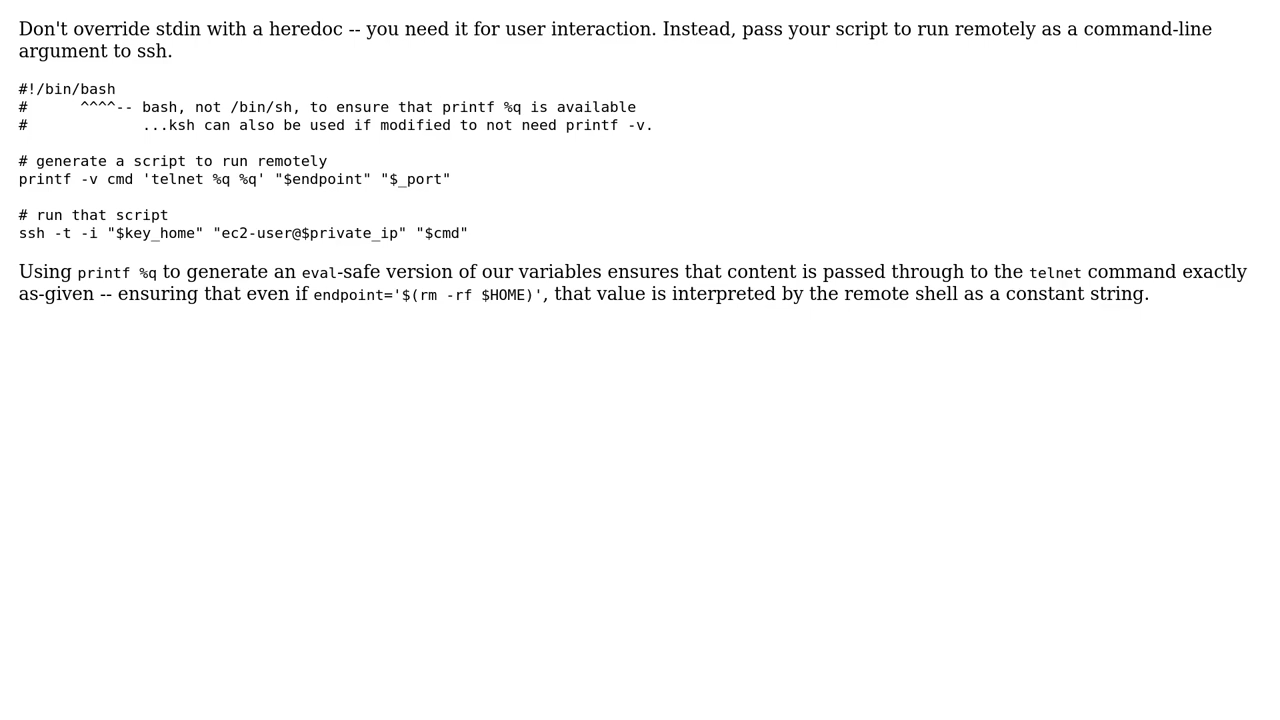 Don't override stdin with a heredoc -- you need it for user interaction. Instead, pass your script to run remotely as a command-line
argument to ssh.
#!/bin/bash
#      ^^^^-- bash, not /bin/sh, to ensure that printf %q is available
#             ...ksh can also be used if modified to not need printf -v.
# generate a script to run remotely
printf -v cmd 'telnet %q %q' "$endpoint" "$_port"
# run that script
ssh -t -i "$key_home" "ec2-user@$private_ip" "$cmd"
Using printf %q to generate an eval-safe version of our variables ensures that content is passed through to the telnet command exactly
as-given -- ensuring that even if endpoint='$(rm -rf $HOME)', that value is interpreted by the remote shell as a constant string.